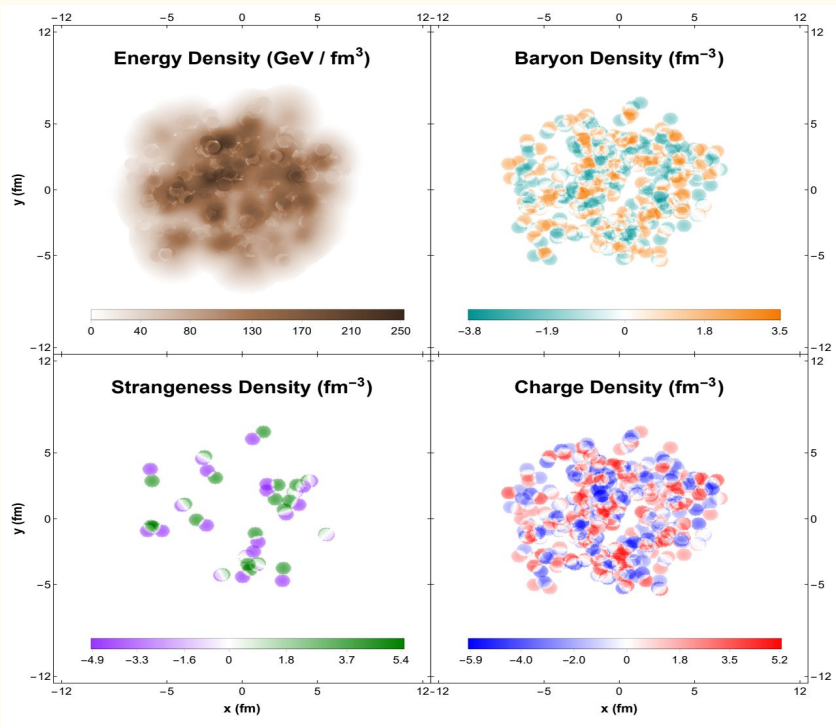 −12 −5 0 5 12 −12 −5 0 5 12
12 Energy Density (GeV / fm³) Baryon Density (fm⁻³) 12
5 5
y (fm) 0 0
−5 −5
0 40 80 130 170 210 250 −3.8 −1.9 0 1.8 3.5
−12 −12
12 Strangeness Density (fm⁻³) Charge Density (fm⁻³) 12
5 5
y (fm) 0 0
−5 −5
−4.9 −3.3 −1.6 0 1.8 3.7 5.4 −5.9 −4.0 −2.0 0 1.8 3.5 5.2
−12 −12
−12 −5 0 5 12 −12 −5 0 5 12
x (fm) x (fm)